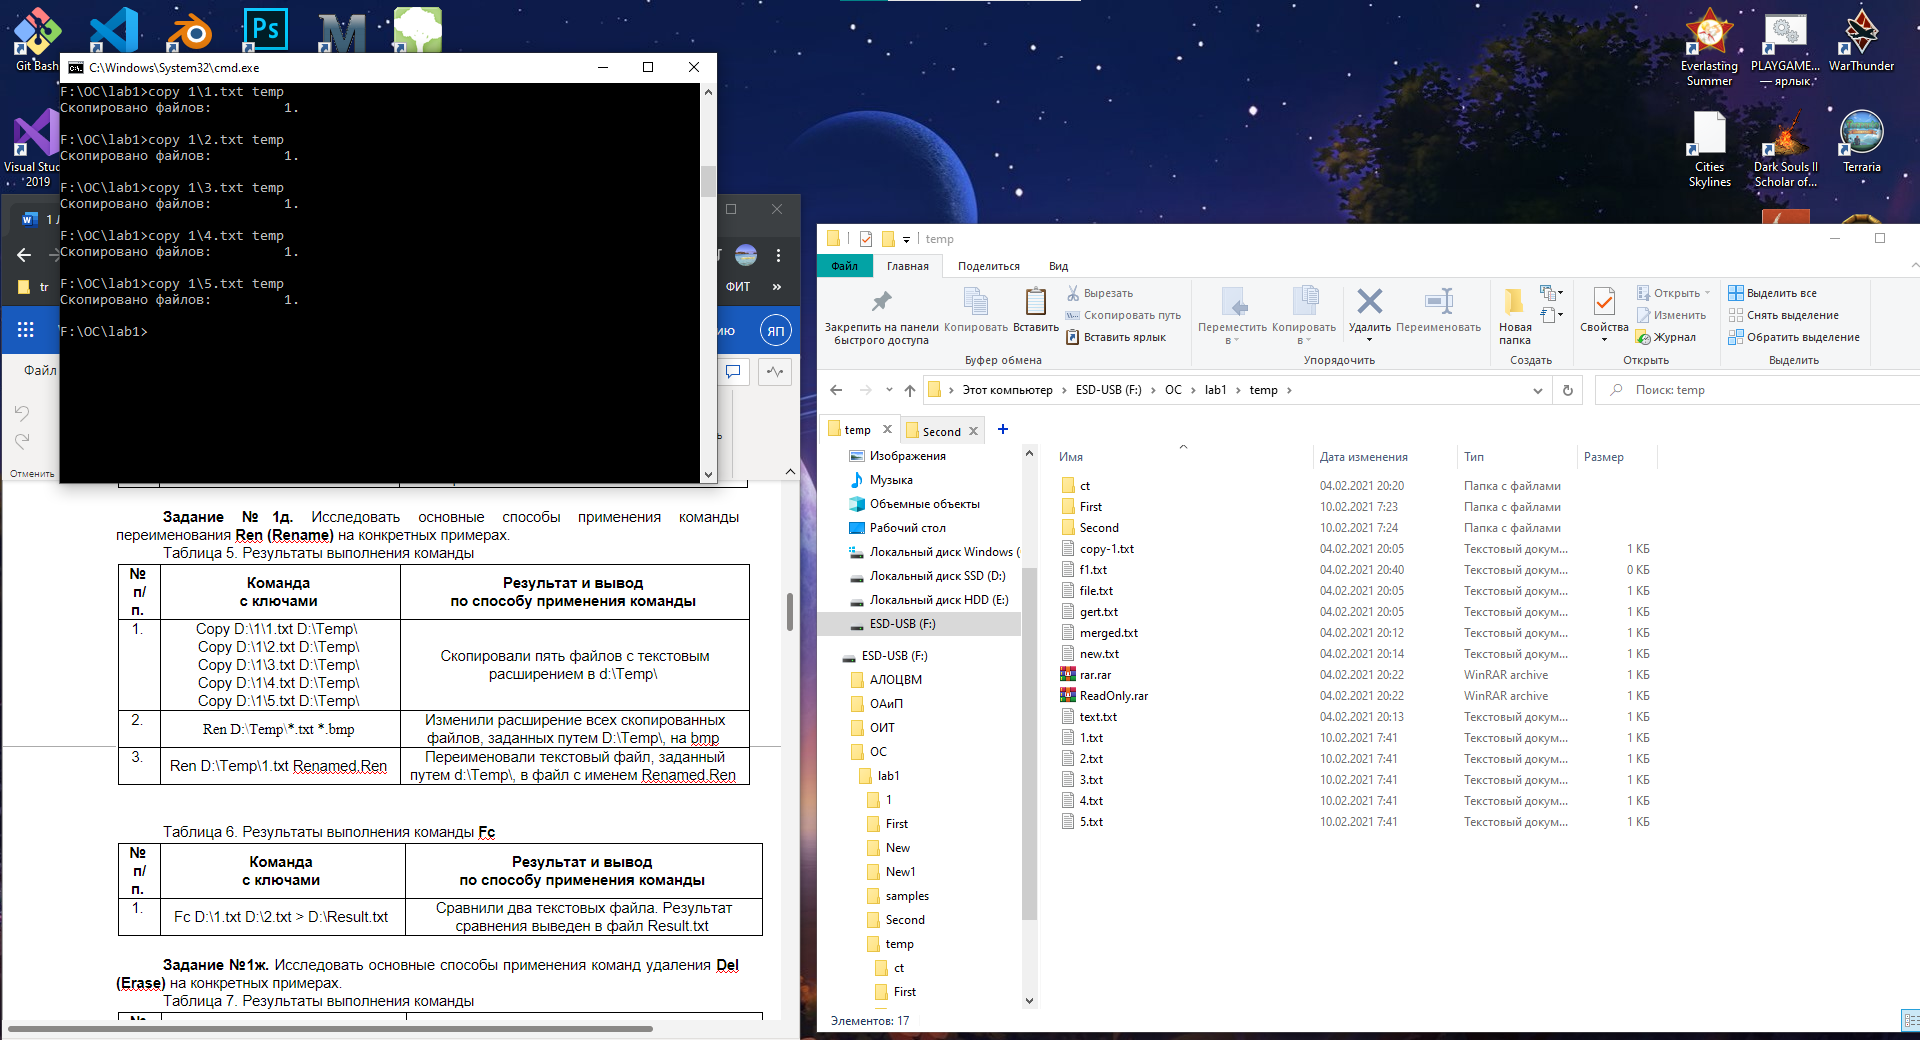 Git Bash
Visual Stu
2019
Ps
Everlasting
Summer
PLAYGAME...
— ярлык.
WarThunder
Cities
Skylines
Dark Souls II
Scholar of...
Terraria
C:\Windows\System32\cmd.exe
F:\OC\lab1>copy 1\1.txt temp
Скопировано файлов: 1.
F:\OC\lab1>copy 1\2.txt temp
Скопировано файлов: 1.
F:\OC\lab1>copy 1\3.txt temp
Скопировано файлов: 1.
F:\OC\lab1>copy 1\4.txt temp
Скопировано файлов: 1.
F:\OC\lab1>copy 1\5.txt temp
Скопировано файлов: 1.
F:\OC\lab1>
tr
ФИТ
»
ЯП
Файл
Отменить
Задание № 1д. Исследовать основные способы применения команды
переименования Ren (Rename) на конкретных примерах.
Таблица 5. Результаты выполнения команды
№ п/п.
Команда с ключами
Результат и вывод по способу применения команды
1.
Copy D:\1\1.txt D:\Temp\
Copy D:\1\2.txt D:\Temp\
Copy D:\1\3.txt D:\Temp\
Copy D:\1\4.txt D:\Temp\
Copy D:\1\5.txt D:\Temp\
Скопировали пять файлов с текстовым
расширением в d:\Temp\
2.
Ren D:\Temp\*.txt *.bmp
Изменили расширение всех скопированных
файлов, заданных путем D:\Temp\, на bmp
3.
Ren D:\Temp\1.txt Renamed.Ren
Переименовали текстовый файл, заданный
путем d:\Temp\, в файл с именем Renamed.Ren
Таблица 6. Результаты выполнения команды Fc
№ п/п.
Команда с ключами
Результат и вывод по способу применения команды
1.
Fc D:\1.txt D:\2.txt > D:\Result.txt
Сравнили два текстовых файла. Результат
сравнения выведен в файл Result.txt
Задание №1ж. Исследовать основные способы применения команд удаления Del
(Erase) на конкретных примерах.
Таблица 7. Результаты выполнения команды
temp
Файл Главная Поделиться Вид
Закрепить на панели
быстрого доступа
Копировать
Вставить
Вырезать
Скопировать путь
Вставить ярлык
Буфер обмена
Переместить
в
Копировать
в
Удалить
Переименовать
Упорядочить
Новая
папка
Создать
Свойства
Открыть
Изменить
Журнал
Открыть
Выделить все
Снять выделение
Обратить выделение
Выделить
Этот компьютер > ESD-USB (F:) > ОС > lab1 > temp >
Поиск: temp
temp
Second
Изображения
Музыка
Объемные объекты
Рабочий стол
Локальный диск Windows (
Локальный диск SSD (D:)
Локальный диск HDD (E:)
ESD-USB (F:)
ESD-USB (F:)
АЛОЦВМ
ОАиП
ОИТ
ОС
lab1
1
First
New
New1
samples
Second
temp
ct
First
Имя Дата изменения Тип Размер
ct 04.02.2021 20:20 Папка с файлами
First 10.02.2021 7:23 Папка с файлами
Second 10.02.2021 7:24 Папка с файлами
copy-1.txt 04.02.2021 20:05 Текстовый докум... 1 КБ
f1.txt 04.02.2021 20:40 Текстовый докум... 0 КБ
file.txt 04.02.2021 20:05 Текстовый докум... 1 КБ
gert.txt 04.02.2021 20:05 Текстовый докум... 1 КБ
merged.txt 04.02.2021 20:12 Текстовый докум... 1 КБ
new.txt 04.02.2021 20:14 Текстовый докум... 1 КБ
rar.rar 04.02.2021 20:22 WinRAR archive 1 КБ
ReadOnly.rar 04.02.2021 20:22 WinRAR archive 1 КБ
text.txt 04.02.2021 20:13 Текстовый докум... 1 КБ
1.txt 10.02.2021 7:41 Текстовый докум... 1 КБ
2.txt 10.02.2021 7:41 Текстовый докум... 1 КБ
3.txt 10.02.2021 7:41 Текстовый докум... 1 КБ
4.txt 10.02.2021 7:41 Текстовый докум... 1 КБ
5.txt 10.02.2021 7:41 Текстовый докум... 1 КБ
Элементов: 17